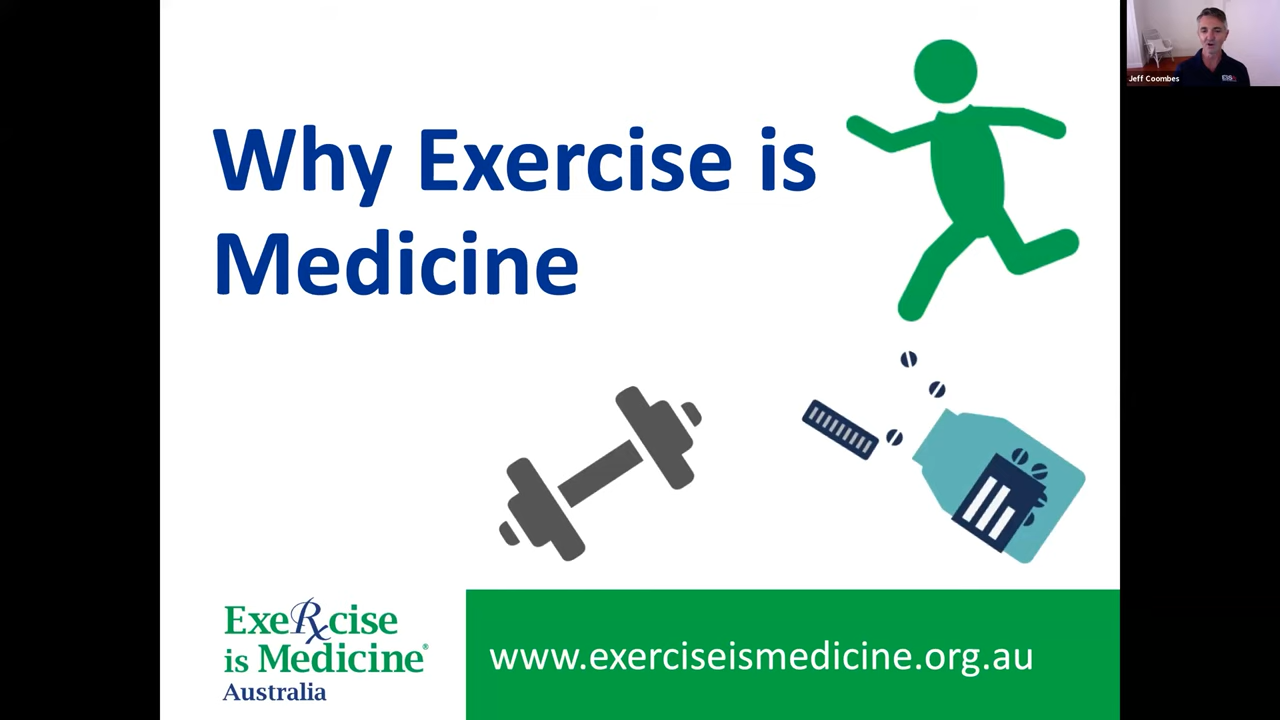 Jeff Coombes
Why Exercise is
Medicine
ExeRxcise
is Medicine®
Australia
www.exerciseismedicine.org.au